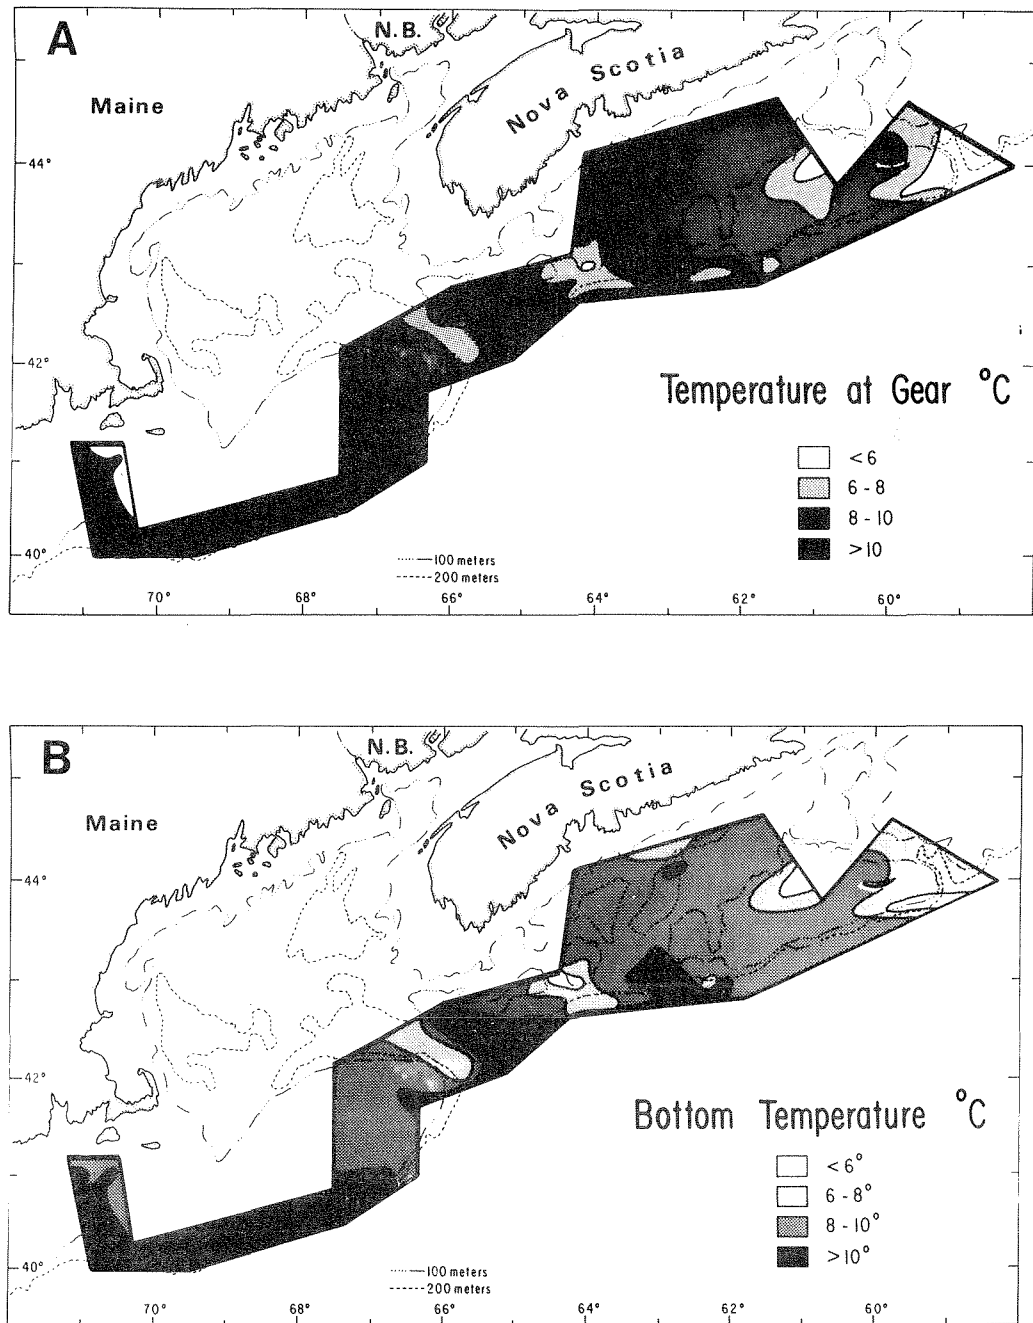 A
N.B.
Nova Scotia
Maine
44°
42°
Temperature at Gear °C
<6
6-8
8-10
>10
40°
100 meters
200 meters
70° 68° 66° 64° 62° 60°
B
N.B.
Nova Scotia
Maine
44°
42°
Bottom Temperature °C
<6°
6-8°
8-10°
>10°
40°
100 meters
200 meters
70° 68° 66° 64° 62° 60°